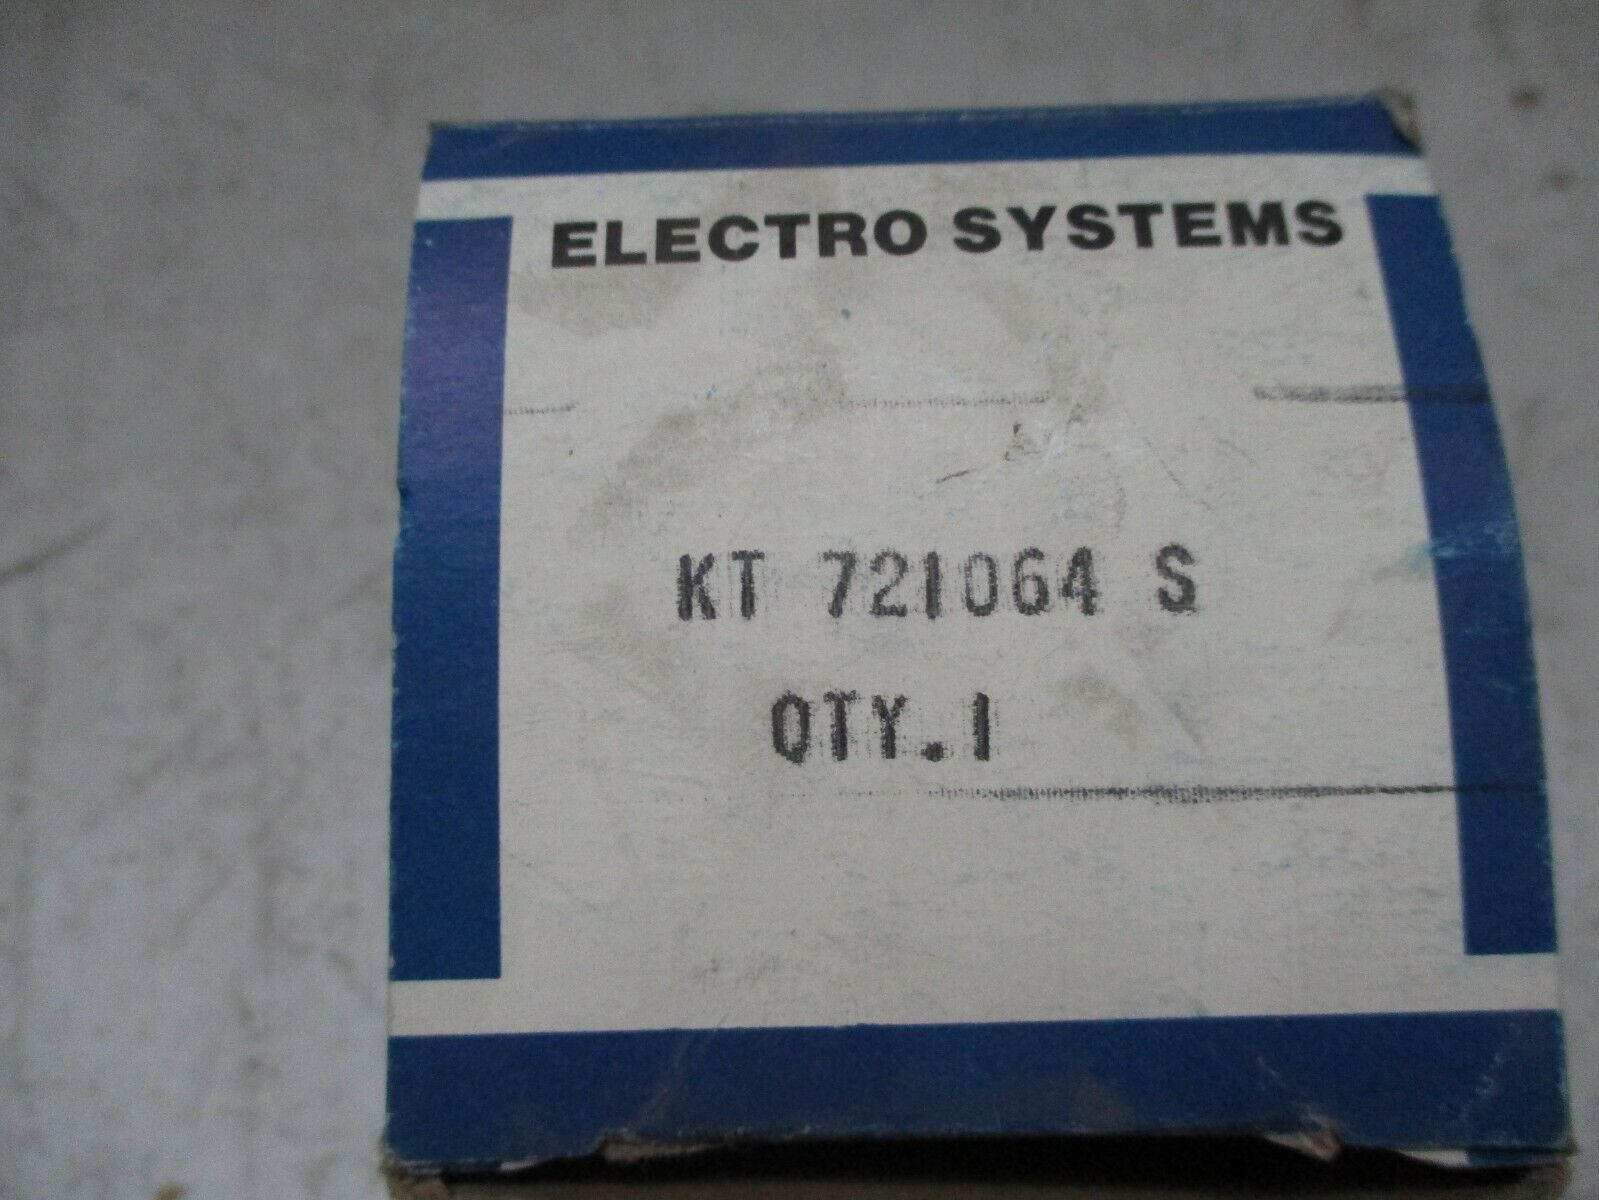 ELECTRO SYSTEMS
KT 721064 S
QTY.1